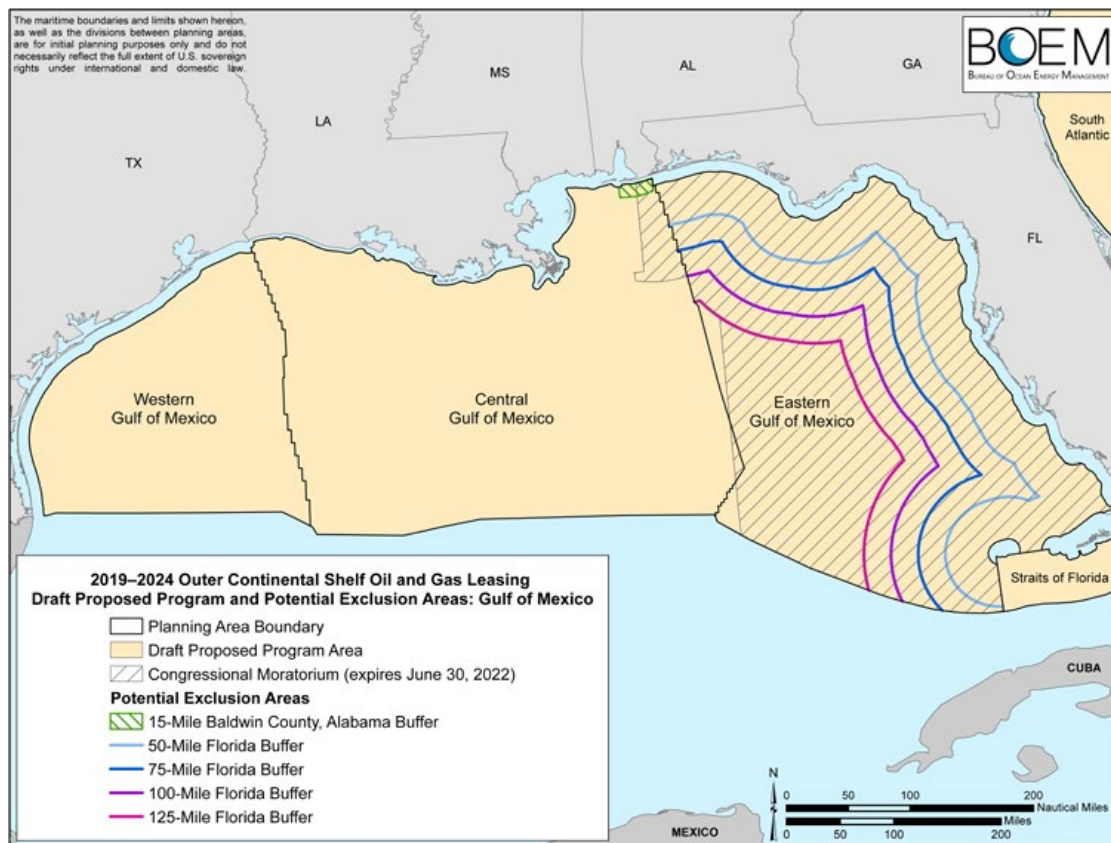 The maritime boundaries and limits shown hereon,
as well as the divisions between planning areas,
are for initial planning purposes only and do not
necessarily reflect the full extent of U.S. sovereign
rights under international and domestic law.
BOEM
BUREAU OF OCEAN ENERGY MANAGEMENT
MS
AL
GA
LA
TX
South
Atlantic
FL
Western
Gulf of Mexico
Central
Gulf of Mexico
Eastern
Gulf of Mexico
Straits of Florida
2019–2024 Outer Continental Shelf Oil and Gas Leasing
Draft Proposed Program and Potential Exclusion Areas: Gulf of Mexico
Planning Area Boundary
Draft Proposed Program Area
Congressional Moratorium (expires June 30, 2022)
Potential Exclusion Areas
15-Mile Baldwin County, Alabama Buffer
50-Mile Florida Buffer
75-Mile Florida Buffer
100-Mile Florida Buffer
125-Mile Florida Buffer
CUBA
MEXICO
N
0 50 100 200
Nautical Miles
Miles
0 50 100 200